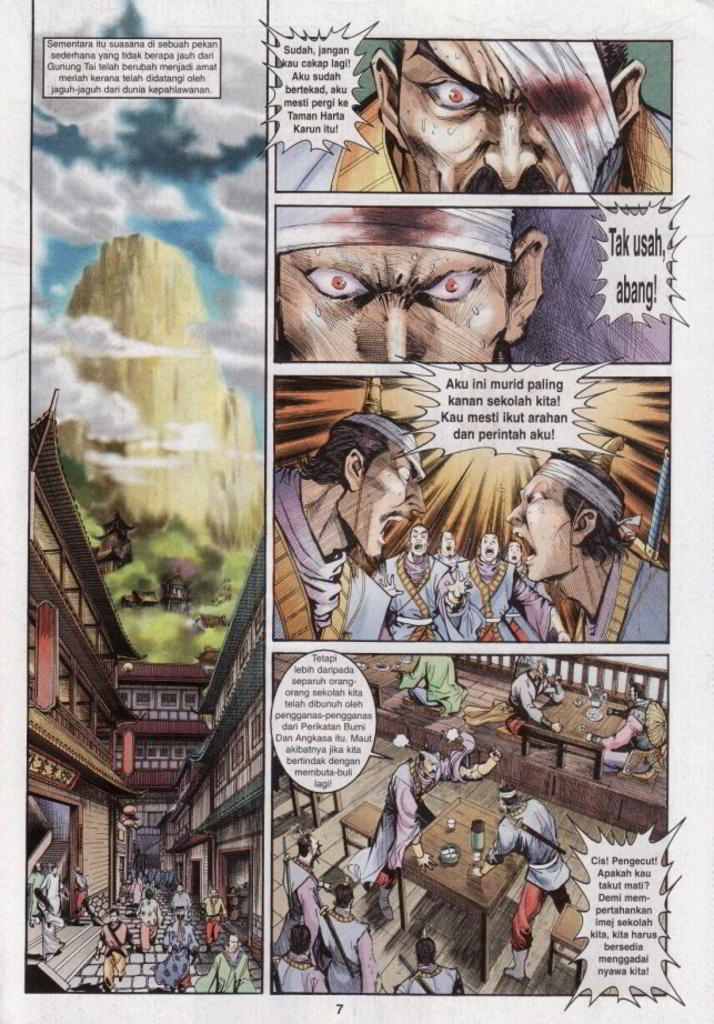 Sementara itu suasana di sebuah pekan
sederhana yang tidak berapa jauh dari
Gunung Tai telah berubah menjadi amat
meriah kerana telah didatangi oleh
jaguh-jaguh dari dunia kepahlawanan.
Sudah, jangan
kau cakap lagi!
Aku sudah
bertekad, aku
mesti pergi ke
Taman Harta
Karun itu!
Tak usah,
abang!
Aku ini murid paling
kanan sekolah kita!
Kau mesti ikut arahan
dan perintah aku!
Tetapi
lebih daripada
separuh orang-
orang sekolah kita
telah dibunuh oleh
pengganas-pengganas
dari Perikatan Bumi
Dan Angkasa itu. Maut
akibatnya jika kita
bertindak dengan
membuta-buli
lagi!
Cis! Pengecut!
Apakah kau
takut mati?
Demi mem-
pertahankan
imej sekolah
kita, kita harus
bersedia
menggadai
nyawa kita!
7